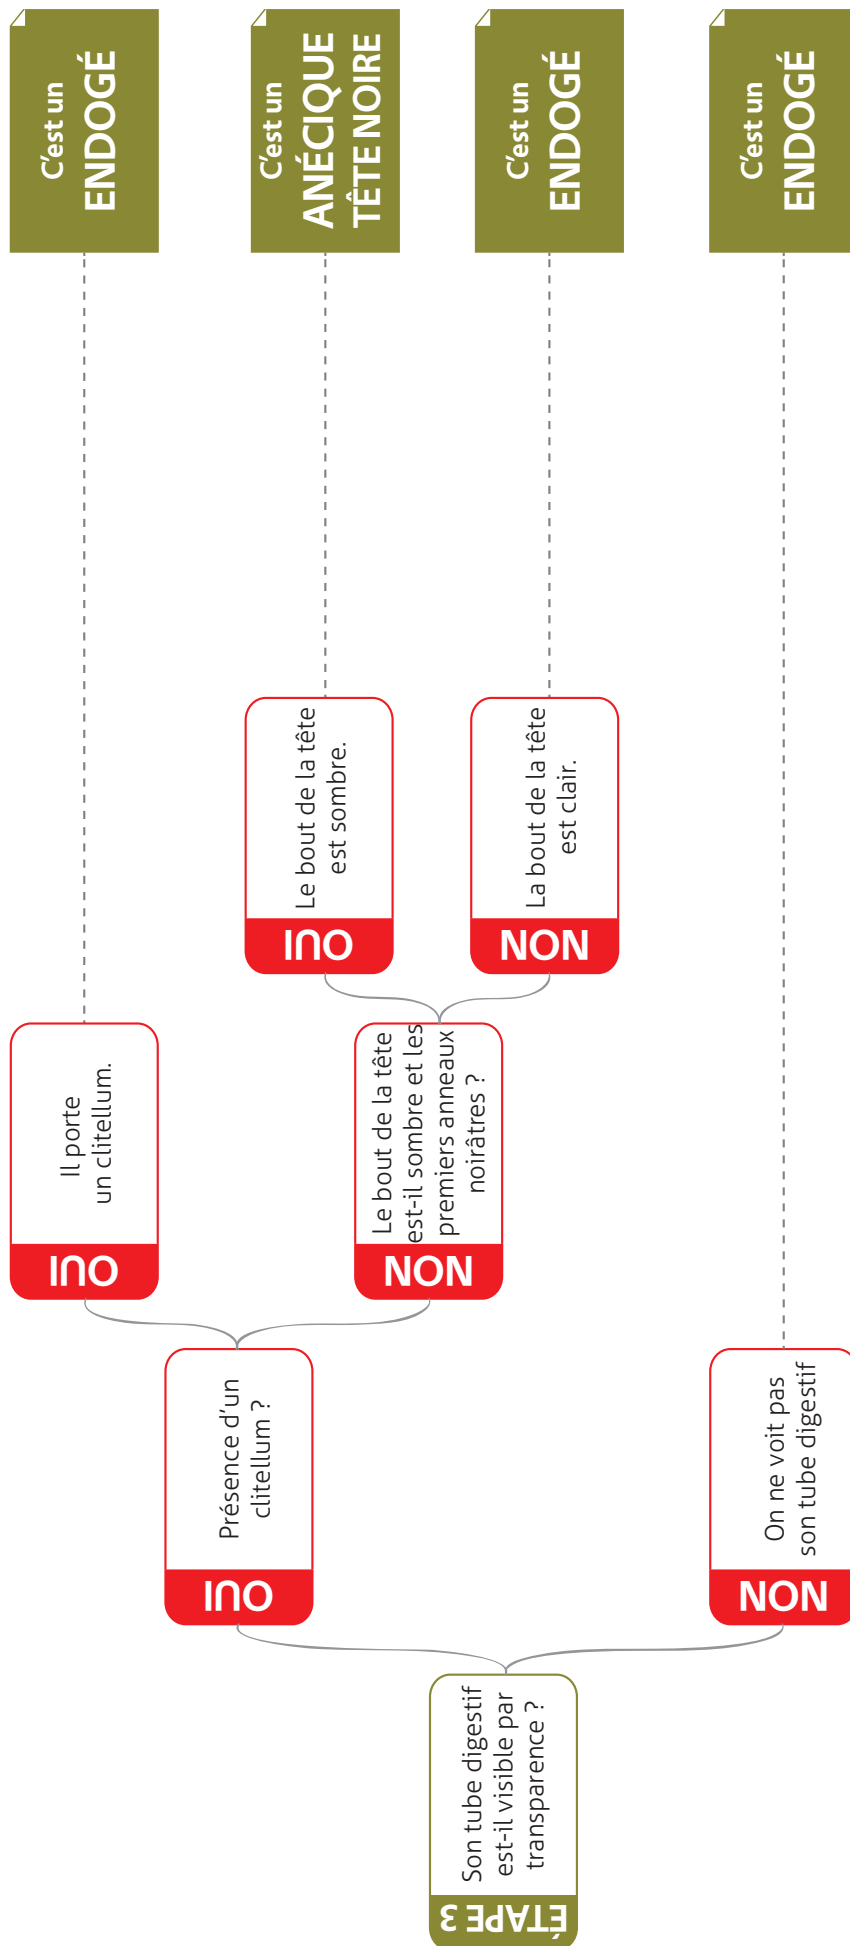 ÉTAPE 3
Son tube digestif
est-il visible par
transparence ?
OUI
Présence d'un
clitellum ?
OUI
Il porte
un clitellum.
C'est un
ENDOGÉ
NON
Le bout de la tête
est-il sombre et les
premiers anneaux
noirâtres ?
OUI
Le bout de la tête
est sombre.
C'est un
ANÉCIQUE
TÊTE NOIRE
NON
La bout de la tête
est clair.
C'est un
ENDOGÉ
NON
On ne voit pas
son tube digestif
C'est un
ENDOGÉ